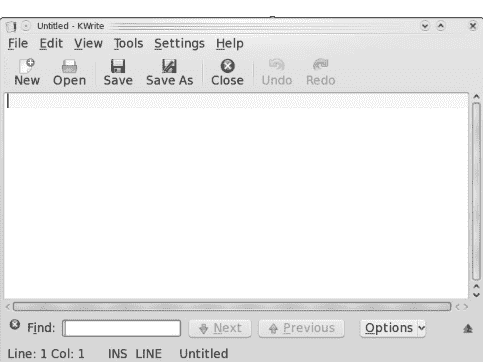 Untitled - KWrite
File Edit View Tools Settings Help
New Open Save Save As Close Undo Redo
Find: Next Previous Options
Line: 1 Col: 1 INS LINE Untitled